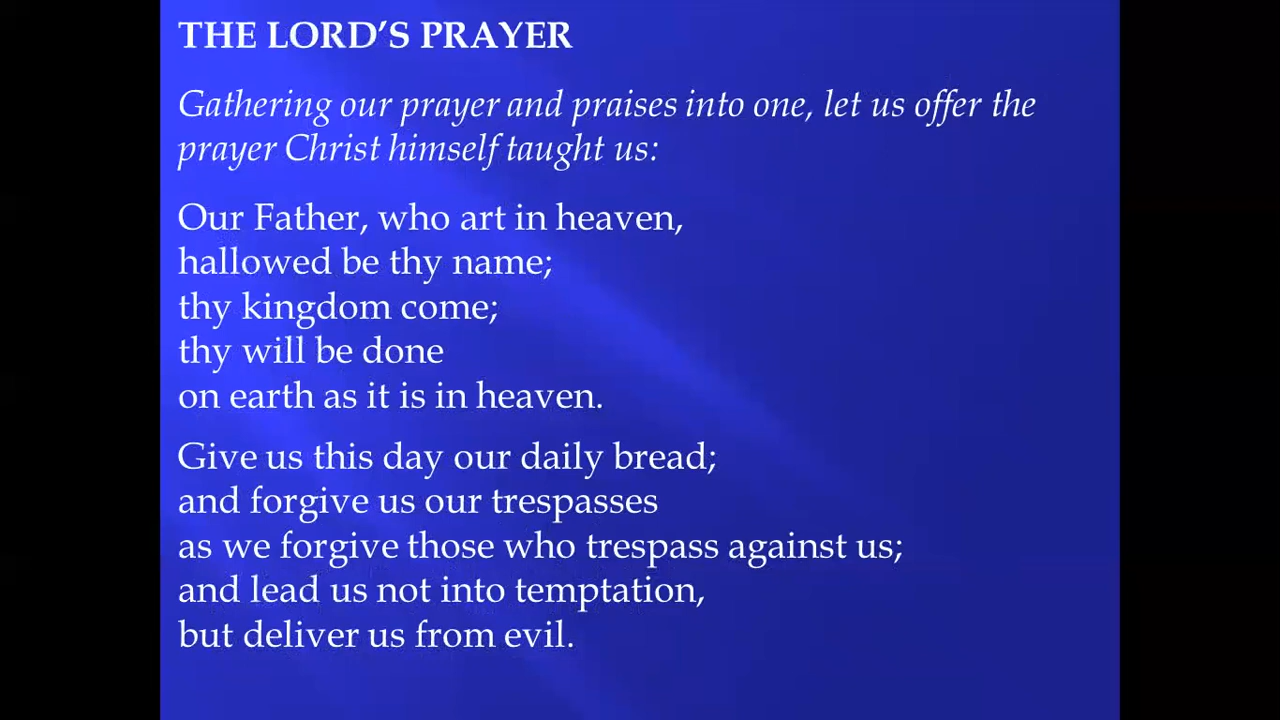 THE LORD’S PRAYER
Gathering our prayer and praises into one, let us offer the
prayer Christ himself taught us:
Our Father, who art in heaven,
hallowed be thy name;
thy kingdom come;
thy will be done
on earth as it is in heaven.
Give us this day our daily bread;
and forgive us our trespasses
as we forgive those who trespass against us;
and lead us not into temptation,
but deliver us from evil.